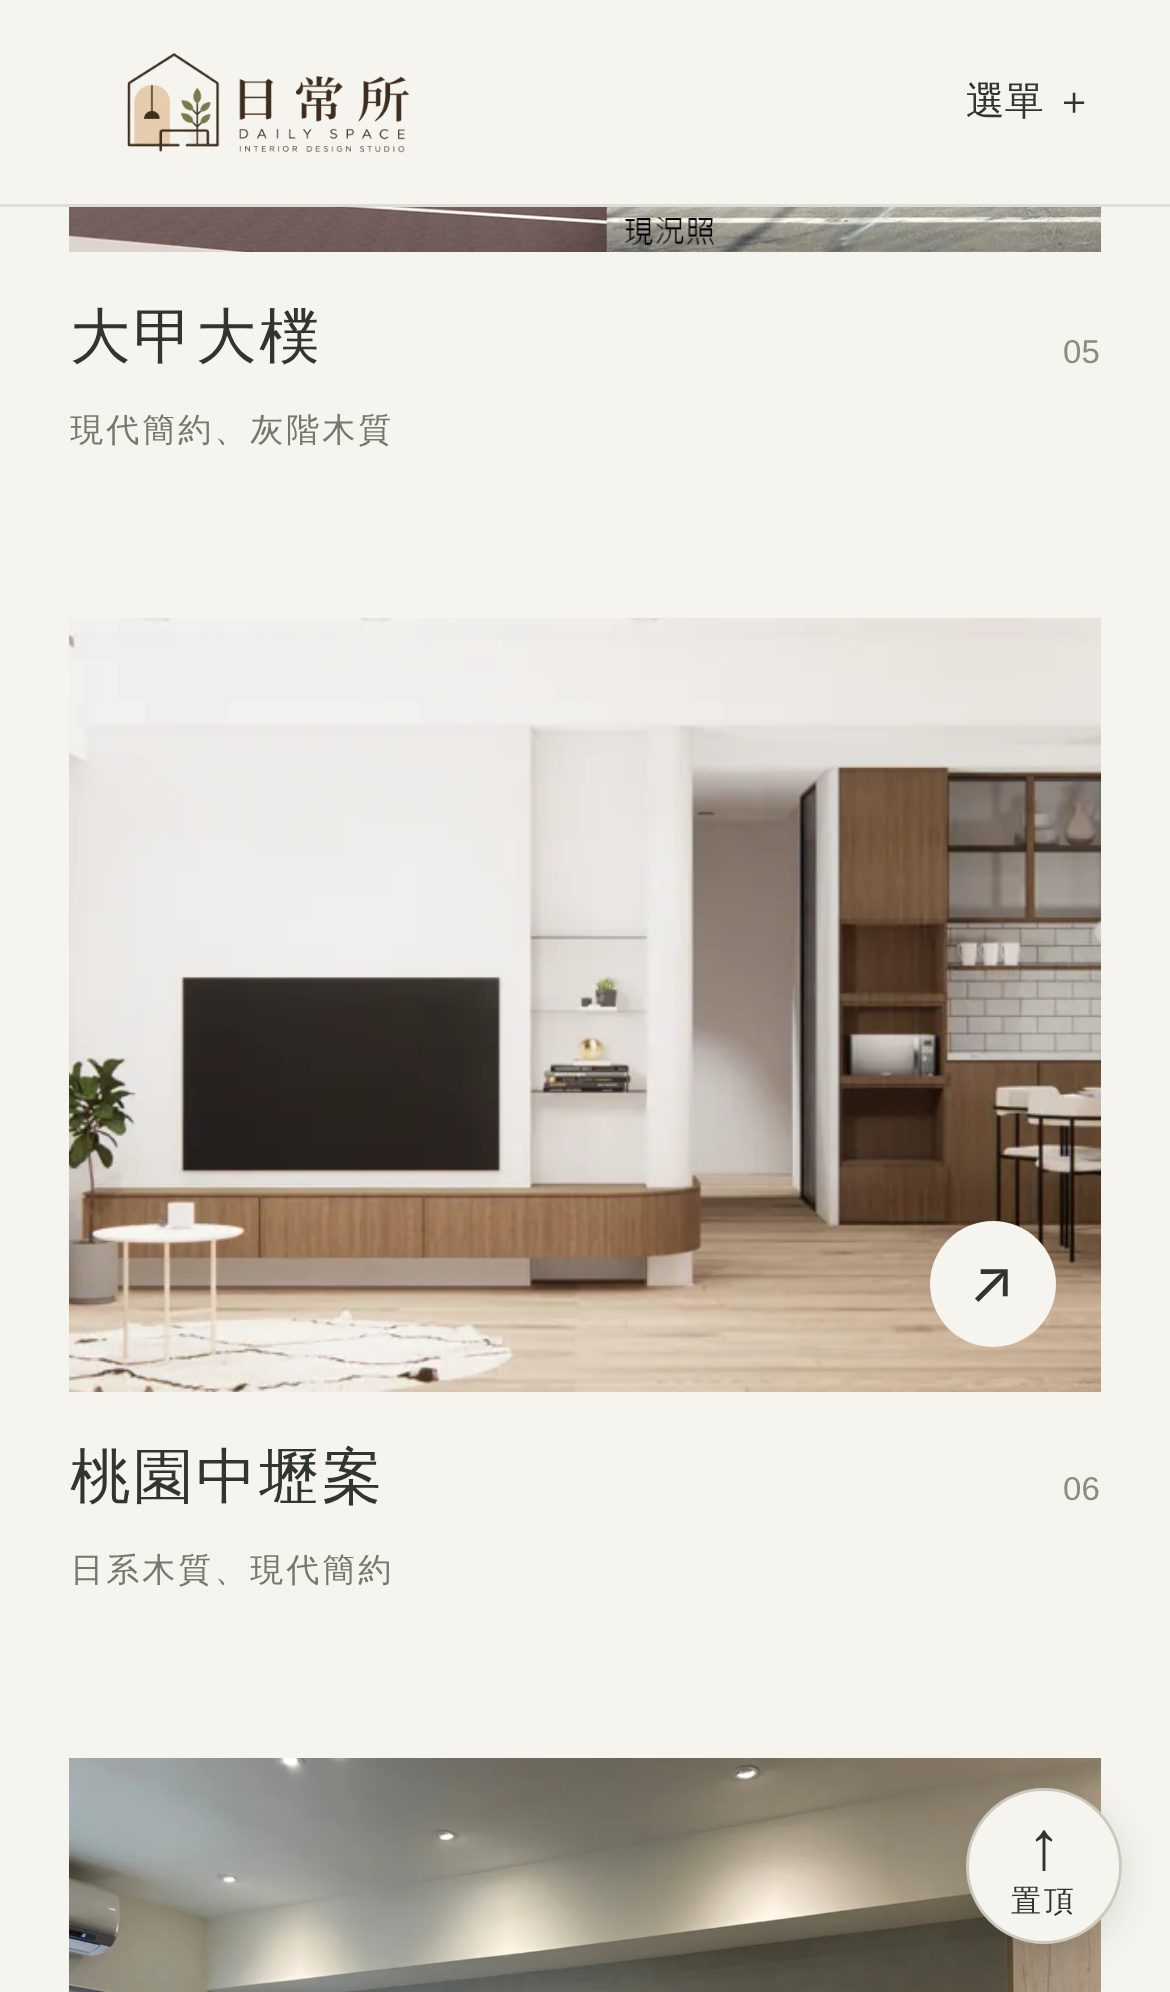 日常所
DAILY SPACE
INTERIOR DESIGN STUDIO
選單 ＋
現況照
大甲大樸
05
現代簡約、灰階木質
桃園中壢案
06
日系木質、現代簡約
↑
置頂